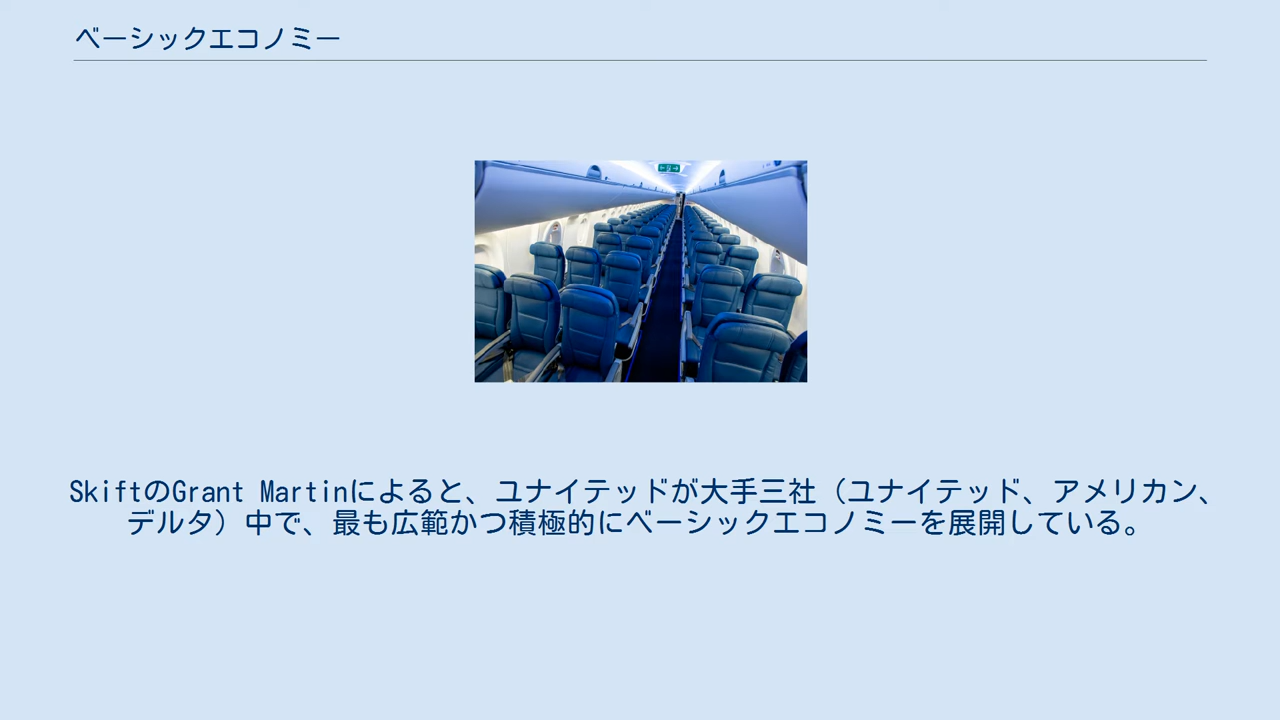 ベーシックエコノミー
SkiftのGrant Martinによると、ユナイテッドが大手三社（ユナイテッド、アメリカン、
デルタ）中で、最も広範かつ積極的にベーシックエコノミーを展開している。